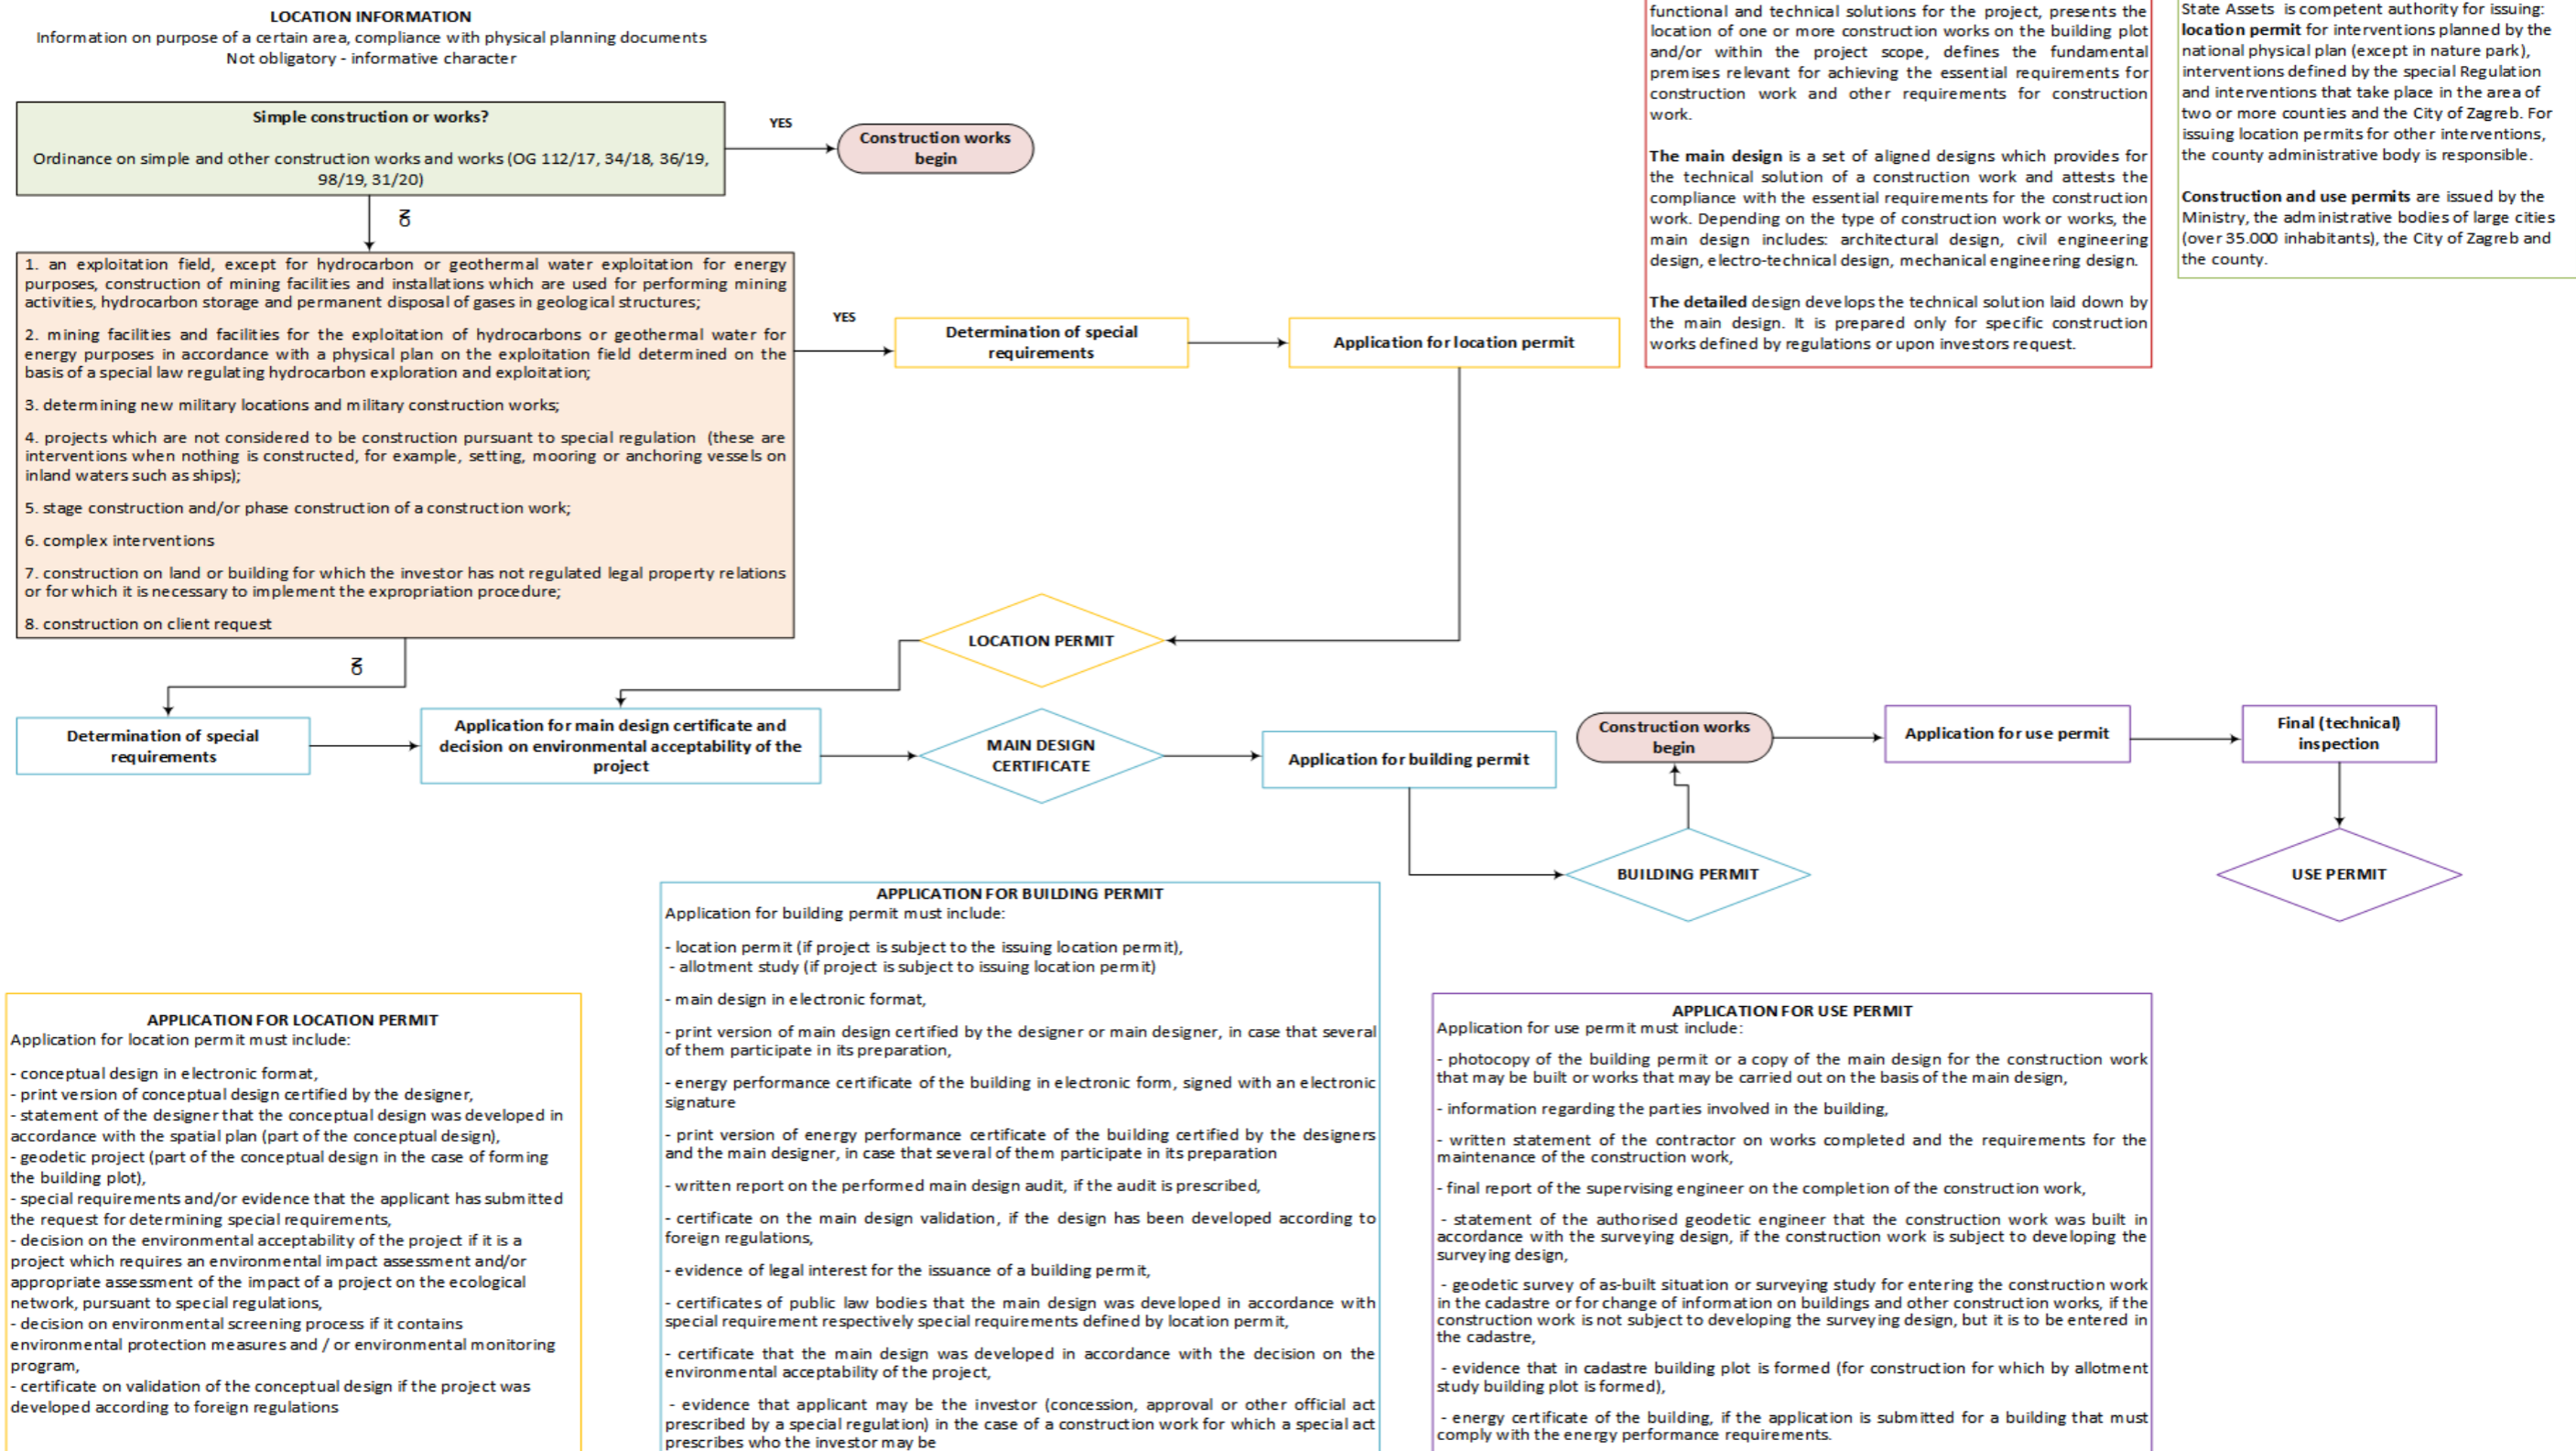 LOCATION INFORMATION
Information on purpose of a certain area, compliance with physical planning documents
Not obligatory - informative character
Simple construction or works?
Ordinance on simple and other construction works and works (OG 112/17, 34/18, 36/19,
98/19, 31/20)
YES
Construction works
begin
NO
1. an exploitation field, except for hydrocarbon or geothermal water exploitation for energy
purposes, construction of mining facilities and installations which are used for performing mining
activities, hydrocarbon storage and permanent disposal of gases in geological structures;
2. mining facilities and facilities for the exploitation of hydrocarbons or geothermal water for
energy purposes in accordance with a physical plan on the exploitation field determined on the
basis of a special law regulating hydrocarbon exploration and exploitation;
3. determining new military locations and military construction works;
4. projects which are not considered to be construction pursuant to special regulation (these are
interventions when nothing is constructed, for example, setting, mooring or anchoring vessels on
inland waters such as ships);
5. stage construction and/or phase construction of a construction work;
6. complex interventions
7. construction on land or building for which the investor has not regulated legal property relations
or for which it is necessary to implement the expropriation procedure;
8. construction on client request
YES
Determination of special
requirements
Application for location permit
functional and technical solutions for the project, presents the
location of one or more construction works on the building plot
and/or within the project scope, defines the fundamental
premises relevant for achieving the essential requirements for
construction work and other requirements for construction
work.
The main design is a set of aligned designs which provides for
the technical solution of a construction work and attests the
compliance with the essential requirements for the construction
work. Depending on the type of construction work or works, the
main design includes: architectural design, civil engineering
design, electro-technical design, mechanical engineering design.
The detailed design develops the technical solution laid down by
the main design. It is prepared only for specific construction
works defined by regulations or upon investors request.
State Assets is competent authority for issuing:
location permit for interventions planned by the
national physical plan (except in nature park),
interventions defined by the special Regulation
and interventions that take place in the area of
two or more counties and the City of Zagreb. For
issuing location permits for other interventions,
the county administrative body is responsible.
Construction and use permits are issued by the
Ministry, the administrative bodies of large cities
(over 35.000 inhabitants), the City of Zagreb and
the county.
LOCATION PERMIT
NO
Determination of special
requirements
Application for main design certificate and
decision on environmental acceptability of the
project
MAIN DESIGN
CERTIFICATE
Application for building permit
Construction works
begin
Application for use permit
Final (technical)
inspection
BUILDING PERMIT
USE PERMIT
APPLICATION FOR LOCATION PERMIT
Application for location permit must include:
- conceptual design in electronic format,
- print version of conceptual design certified by the designer,
- statement of the designer that the conceptual design was developed in
accordance with the spatial plan (part of the conceptual design),
- geodetic project (part of the conceptual design in the case of forming
the building plot),
- special requirements and/or evidence that the applicant has submitted
the request for determining special requirements,
- decision on the environmental acceptability of the project if it is a
project which requires an environmental impact assessment and/or
appropriate assessment of the impact of a project on the ecological
network, pursuant to special regulations,
- decision on environmental screening process if it contains
environmental protection measures and / or environmental monitoring
program,
- certificate on validation of the conceptual design if the project was
developed according to foreign regulations
APPLICATION FOR BUILDING PERMIT
Application for building permit must include:
- location permit (if project is subject to the issuing location permit),
- allotment study (if project is subject to issuing location permit)
- main design in electronic format,
- print version of main design certified by the designer or main designer, in case that several
of them participate in its preparation,
- energy performance certificate of the building in electronic form, signed with an electronic
signature
- print version of energy performance certificate of the building certified by the designers
and the main designer, in case that several of them participate in its preparation
- written report on the performed main design audit, if the audit is prescribed,
- certificate on the main design validation, if the design has been developed according to
foreign regulations,
- evidence of legal interest for the issuance of a building permit,
- certificates of public law bodies that the main design was developed in accordance with
special requirement respectively special requirements defined by location permit,
- certificate that the main design was developed in accordance with the decision on the
environmental acceptability of the project,
- evidence that applicant may be the investor (concession, approval or other official act
prescribed by a special regulation) in the case of a construction work for which a special act
prescribes who the investor may be
APPLICATION FOR USE PERMIT
Application for use permit must include:
- photocopy of the building permit or a copy of the main design for the construction work
that may be built or works that may be carried out on the basis of the main design,
- information regarding the parties involved in the building,
- written statement of the contractor on works completed and the requirements for the
maintenance of the construction work,
- final report of the supervising engineer on the completion of the construction work,
- statement of the authorised geodetic engineer that the construction work was built in
accordance with the surveying design, if the construction work is subject to developing the
surveying design,
- geodetic survey of as-built situation or surveying study for entering the construction work
in the cadastre or for change of information on buildings and other construction works, if the
construction work is not subject to developing the surveying design, but it is to be entered in
the cadastre,
- evidence that in cadastre building plot is formed (for construction for which by allotment
study building plot is formed),
- energy certificate of the building, if the application is submitted for a building that must
comply with the energy performance requirements.